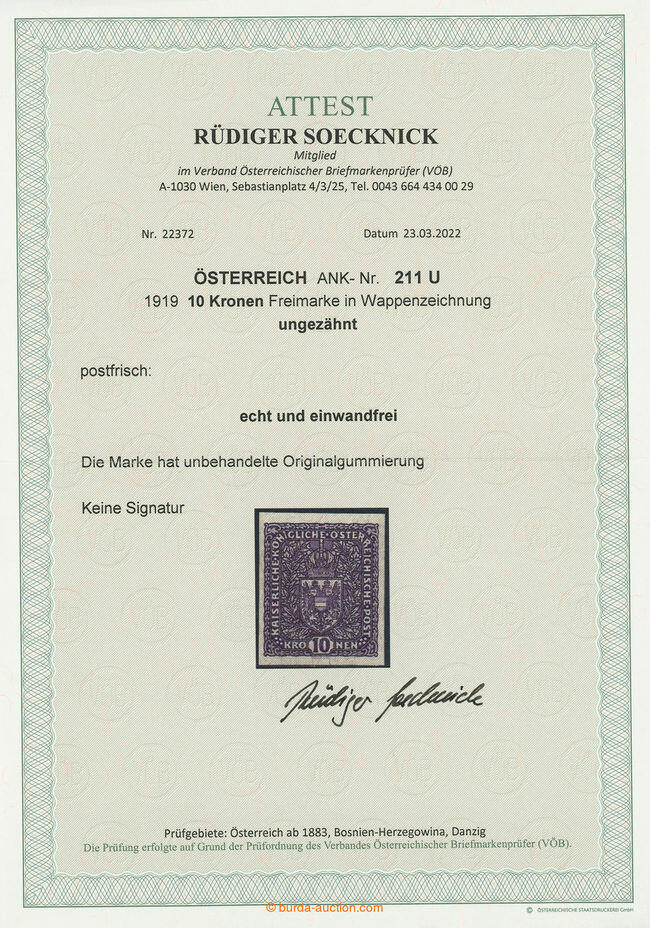 ATTEST
RÜDIGER SOECKNICK
Mitglied
im Verband Österreichischer Briefmarkenprüfer (VÖB)
A-1030 Wien, Sebastianplatz 4/3/25, Tel. 0043 664 434 00 29
Nr. 22372 Datum 23.03.2022
ÖSTERREICH ANK- Nr. 211 U
1919 10 Kronen Freimarke in Wappenzeichnung
ungezähnt
postfrisch:
echt und einwandfrei
Die Marke hat unbehandelte Originalgummierung
Keine Signatur
KAISERLICHE·KÖNIGLICHE·ÖSTERREICHISCHE·POST
KRO 10 NEN
Rüdiger Soecknick
Prüfgebiete: Österreich ab 1883, Bosnien-Herzegowina, Danzig
Die Prüfung erfolgte auf Grund der Prüfordnung des Verbandes Österreichischer Briefmarkenprüfer (VÖB).
© burda-auction.com
© ÖSTERREICHISCHE STAATSDRUCKEREI GmbH